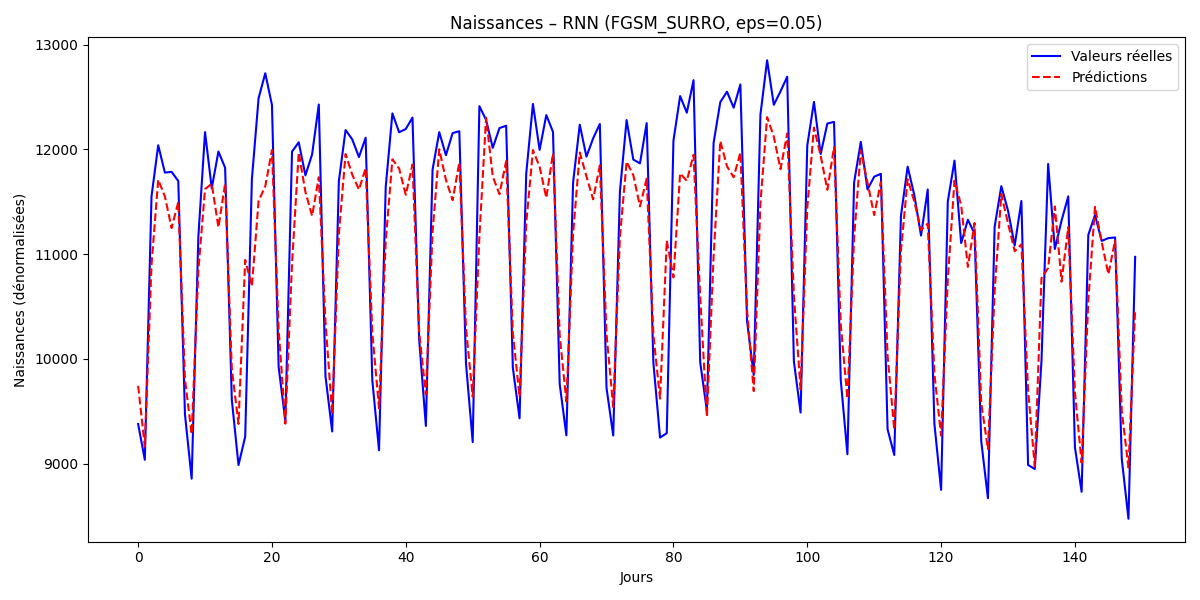 Naissances – RNN (FGSM_SURRO, eps=0.05)
Valeurs réelles
Prédictions
13000
12000
11000
10000
9000
Naissances (dénormalisées)
0 20 40 60 80 100 120 140
Jours